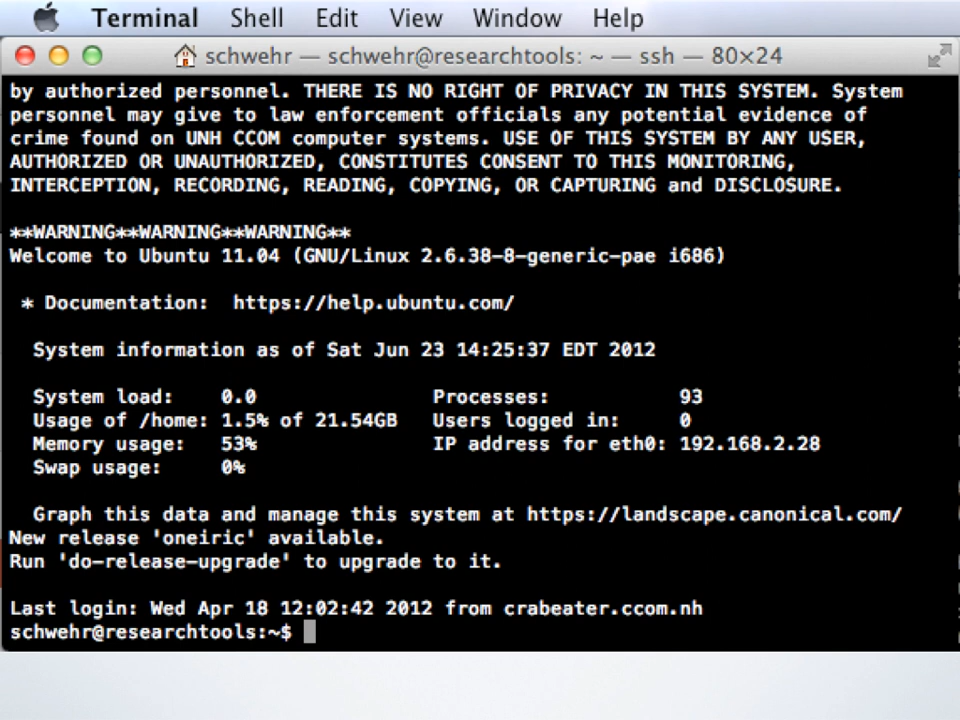 Terminal Shell Edit View Window Help
schwehr — schwehr@researchtools: ~ — ssh — 80×24
by authorized personnel. THERE IS NO RIGHT OF PRIVACY IN THIS SYSTEM. System
personnel may give to law enforcement officials any potential evidence of
crime found on UNH CCOM computer systems. USE OF THIS SYSTEM BY ANY USER,
AUTHORIZED OR UNAUTHORIZED, CONSTITUTES CONSENT TO THIS MONITORING,
INTERCEPTION, RECORDING, READING, COPYING, OR CAPTURING and DISCLOSURE.
**WARNING**WARNING**WARNING**
Welcome to Ubuntu 11.04 (GNU/Linux 2.6.38-8-generic-pae i686)
* Documentation: https://help.ubuntu.com/
System information as of Sat Jun 23 14:25:37 EDT 2012
System load: 0.0 Processes: 93
Usage of /home: 1.5% of 21.54GB Users logged in: 0
Memory usage: 53% IP address for eth0: 192.168.2.28
Swap usage: 0%
Graph this data and manage this system at https://landscape.canonical.com/
New release 'oneiric' available.
Run 'do-release-upgrade' to upgrade to it.
Last login: Wed Apr 18 12:02:42 2012 from crabeater.ccom.nh
schwehr@researchtools:~$